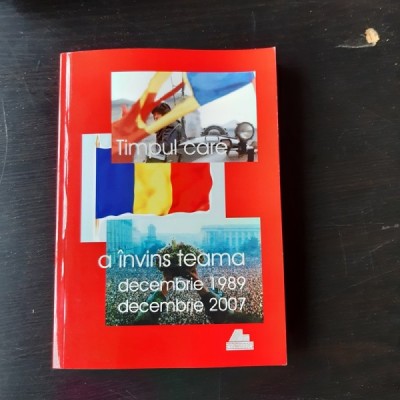 Timpul care
a învins teama
decembrie 1989
decembrie 2007